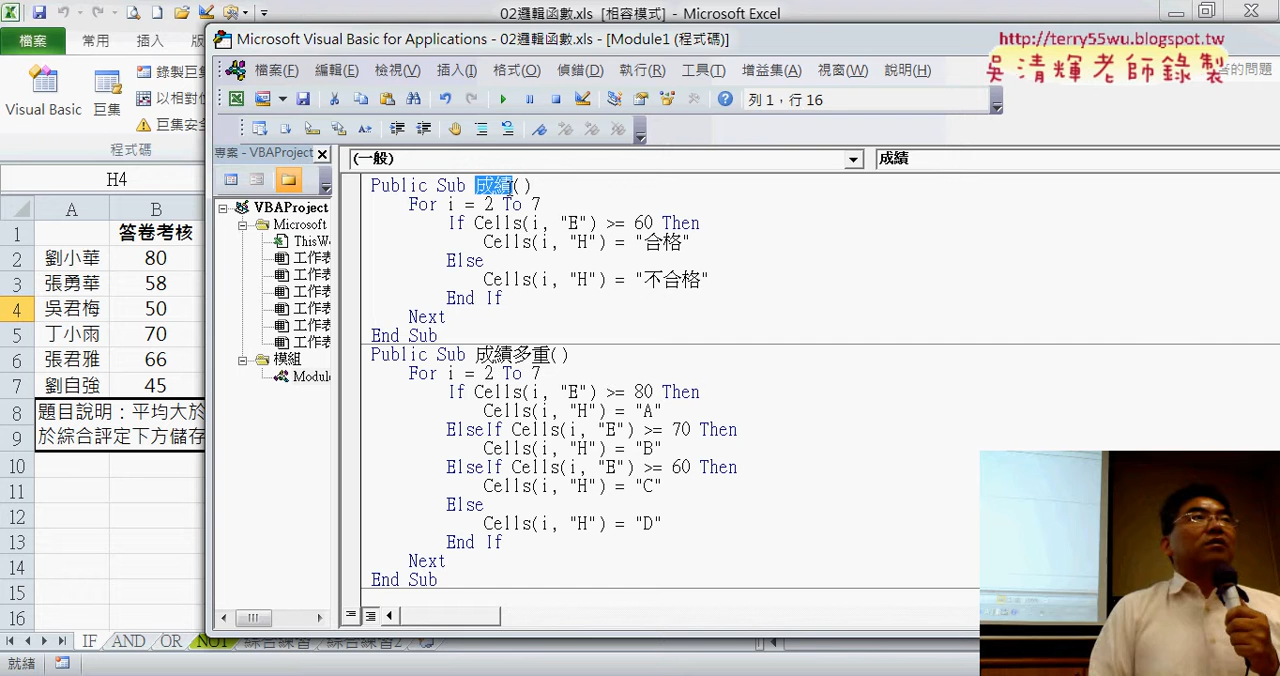 02邏輯函數.xls [相容模式] - Microsoft Excel
Microsoft Visual Basic for Applications - 02邏輯函數.xls - [Module1 (程式碼)]
http://terry55wu.blogspot.tw
吳清輝老師錄製
答的問題
檔案 常用 插入 版
檔案(F) 編輯(E) 檢視(V) 插入(I) 格式(O) 偵錯(D) 執行(R) 工具(T) 增益集(A) 視窗(W) 說明(H)
列 1，行 16
錄製巨集
以相對位
巨集安全
Visual Basic 巨集
程式碼
專案 - VBAProject
(一般) 成績
H4
VBAProject
Microsoft
ThisW
工作表
工作表
工作表
工作表
工作表
工作表
模組
Modul
A B
1 答卷考核
2 劉小華 80
3 張勇華 58
4 吳君梅 50
5 丁小雨 70
6 張君雅 66
7 劉自強 45
8 題目說明：平均大於
9 於綜合評定下方儲存
10
11
12
13
14
15
16
Public Sub 成績()
For i = 2 To 7
If Cells(i, "E") >= 60 Then
Cells(i, "H") = "合格"
Else
Cells(i, "H") = "不合格"
End If
Next
End Sub
Public Sub 成績多重()
For i = 2 To 7
If Cells(i, "E") >= 80 Then
Cells(i, "H") = "A"
ElseIf Cells(i, "E") >= 70 Then
Cells(i, "H") = "B"
ElseIf Cells(i, "E") >= 60 Then
Cells(i, "H") = "C"
Else
Cells(i, "H") = "D"
End If
Next
End Sub
IF AND OR NOT 綜合練習 綜合練習2
就緒